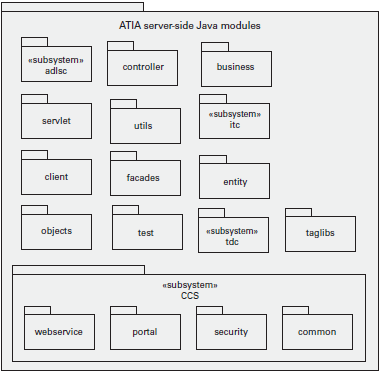 ATIA server-side Java modules
«subsystem»
adlsc
controller
business
servlet
utils
«subsystem»
itc
client
facades
entity
objects
test
«subsystem»
tdc
taglibs
«subsystem»
CCS
webservice
portal
security
common